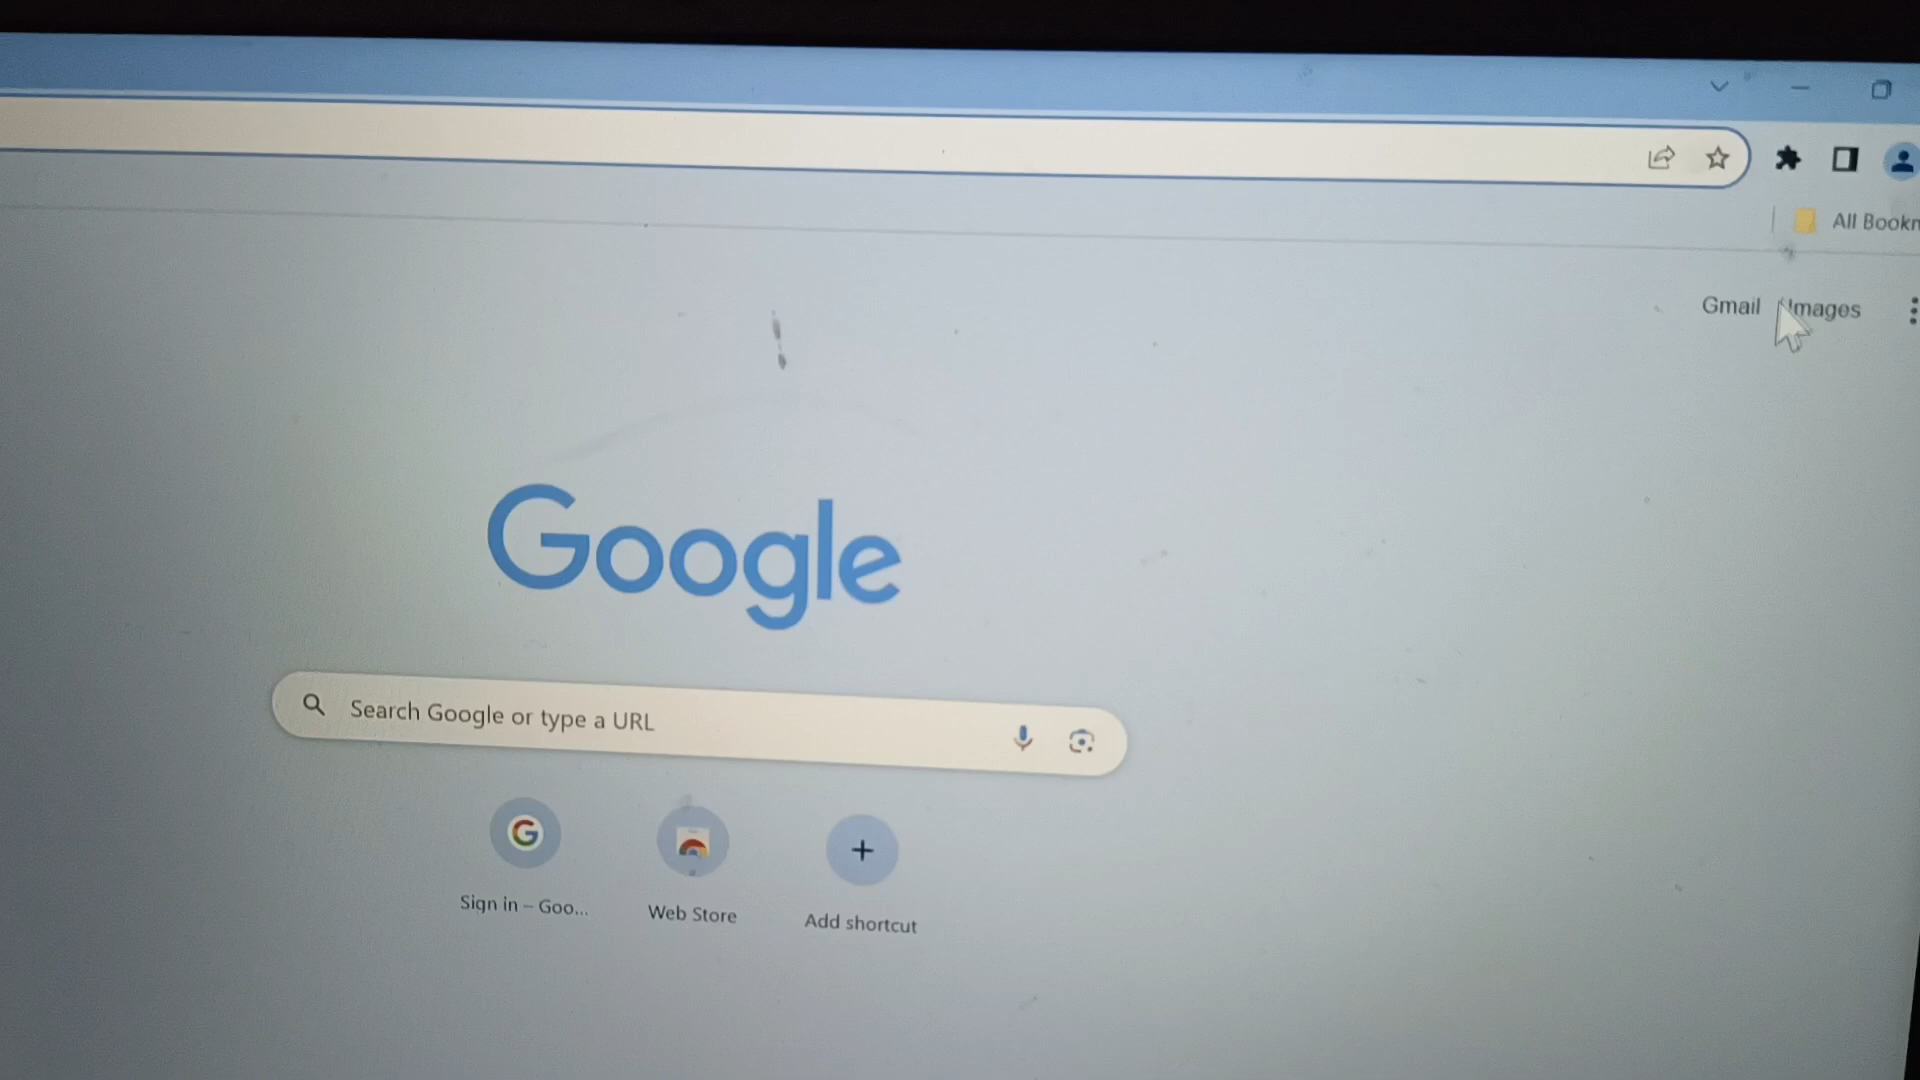 All Bookm
Gmail Images
Google
Search Google or type a URL
Sign in – Goo...
Web Store
Add shortcut